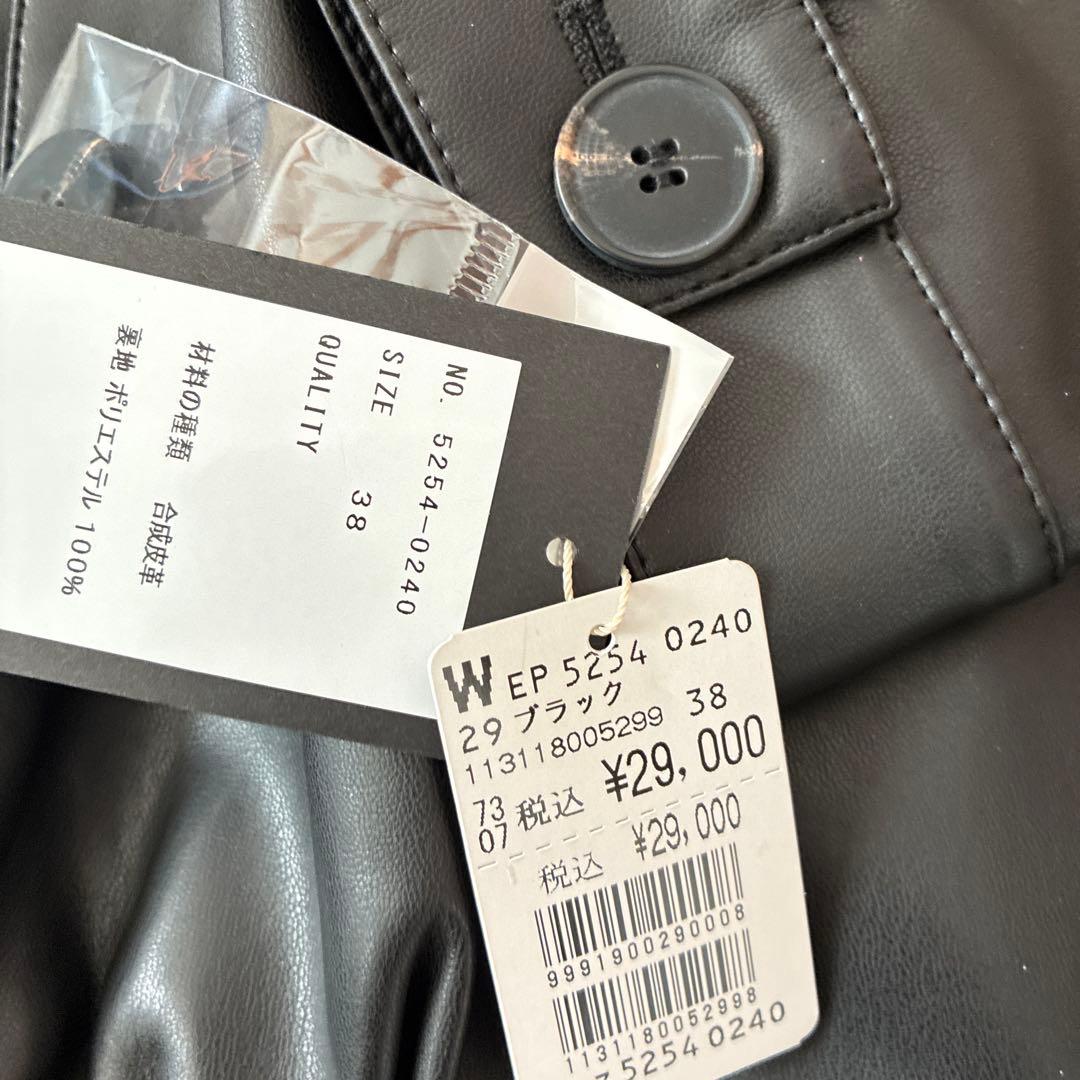 NO. 5254-0240
SIZE 38
QUALITY
材料の種類 合成皮革
裏地 ポリエステル 100%
W EP 5254 0240
29 ブラック 38
113118005299
73
07 税込 ¥29,000
税込 ¥29,000
9991900290008
1131180052998
5254 0240